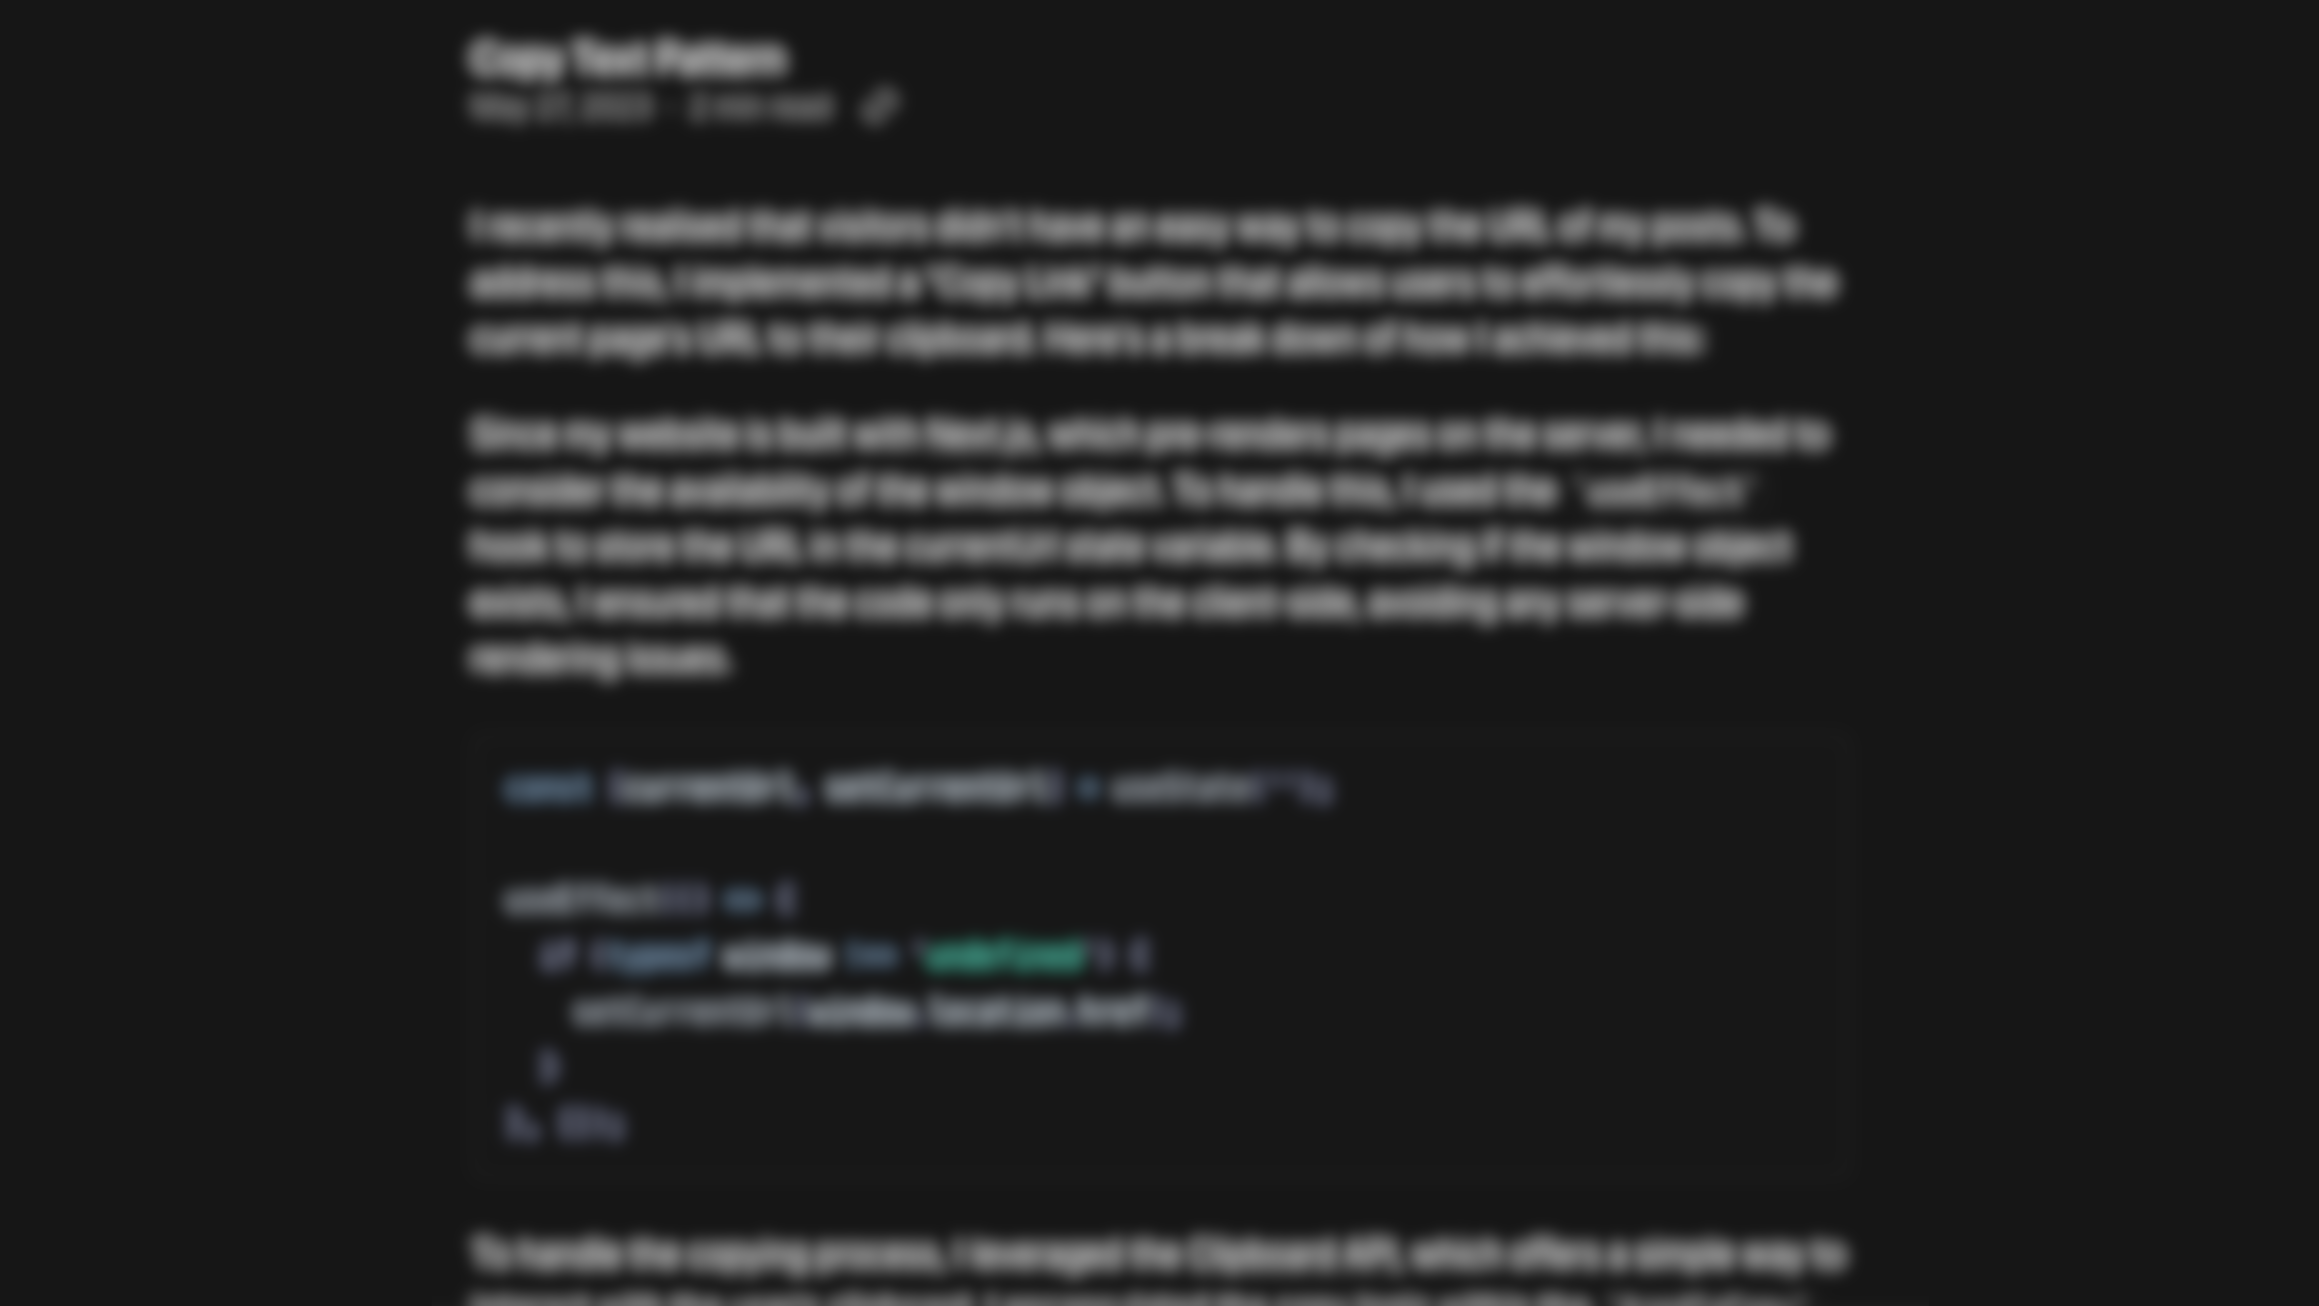 Copy Text Pattern
May 27, 2023 2 min read
I recently realised that visitors didn't have an easy way to copy the URL of my posts. To
address this, I implemented a "Copy Link" button that allows users to effortlessly copy the
current page's URL to their clipboard. Here's a break down of how I achieved this:
Since my website is built with Next.js, which pre-renders pages on the server, I needed to
consider the availability of the window object. To handle this, I used the `useEffect`
hook to store the URL in the currentUrl state variable. By checking if the window object
exists, I ensured that the code only runs on the client-side, avoiding any server-side
rendering issues.
const [currentUrl, setCurrentUrl] = useState("");
useEffect(() => {
if (typeof window !== "undefined") {
setCurrentUrl(window.location.href);
}
}, []);
To handle the copying process, I leveraged the Clipboard API, which offers a simple way to